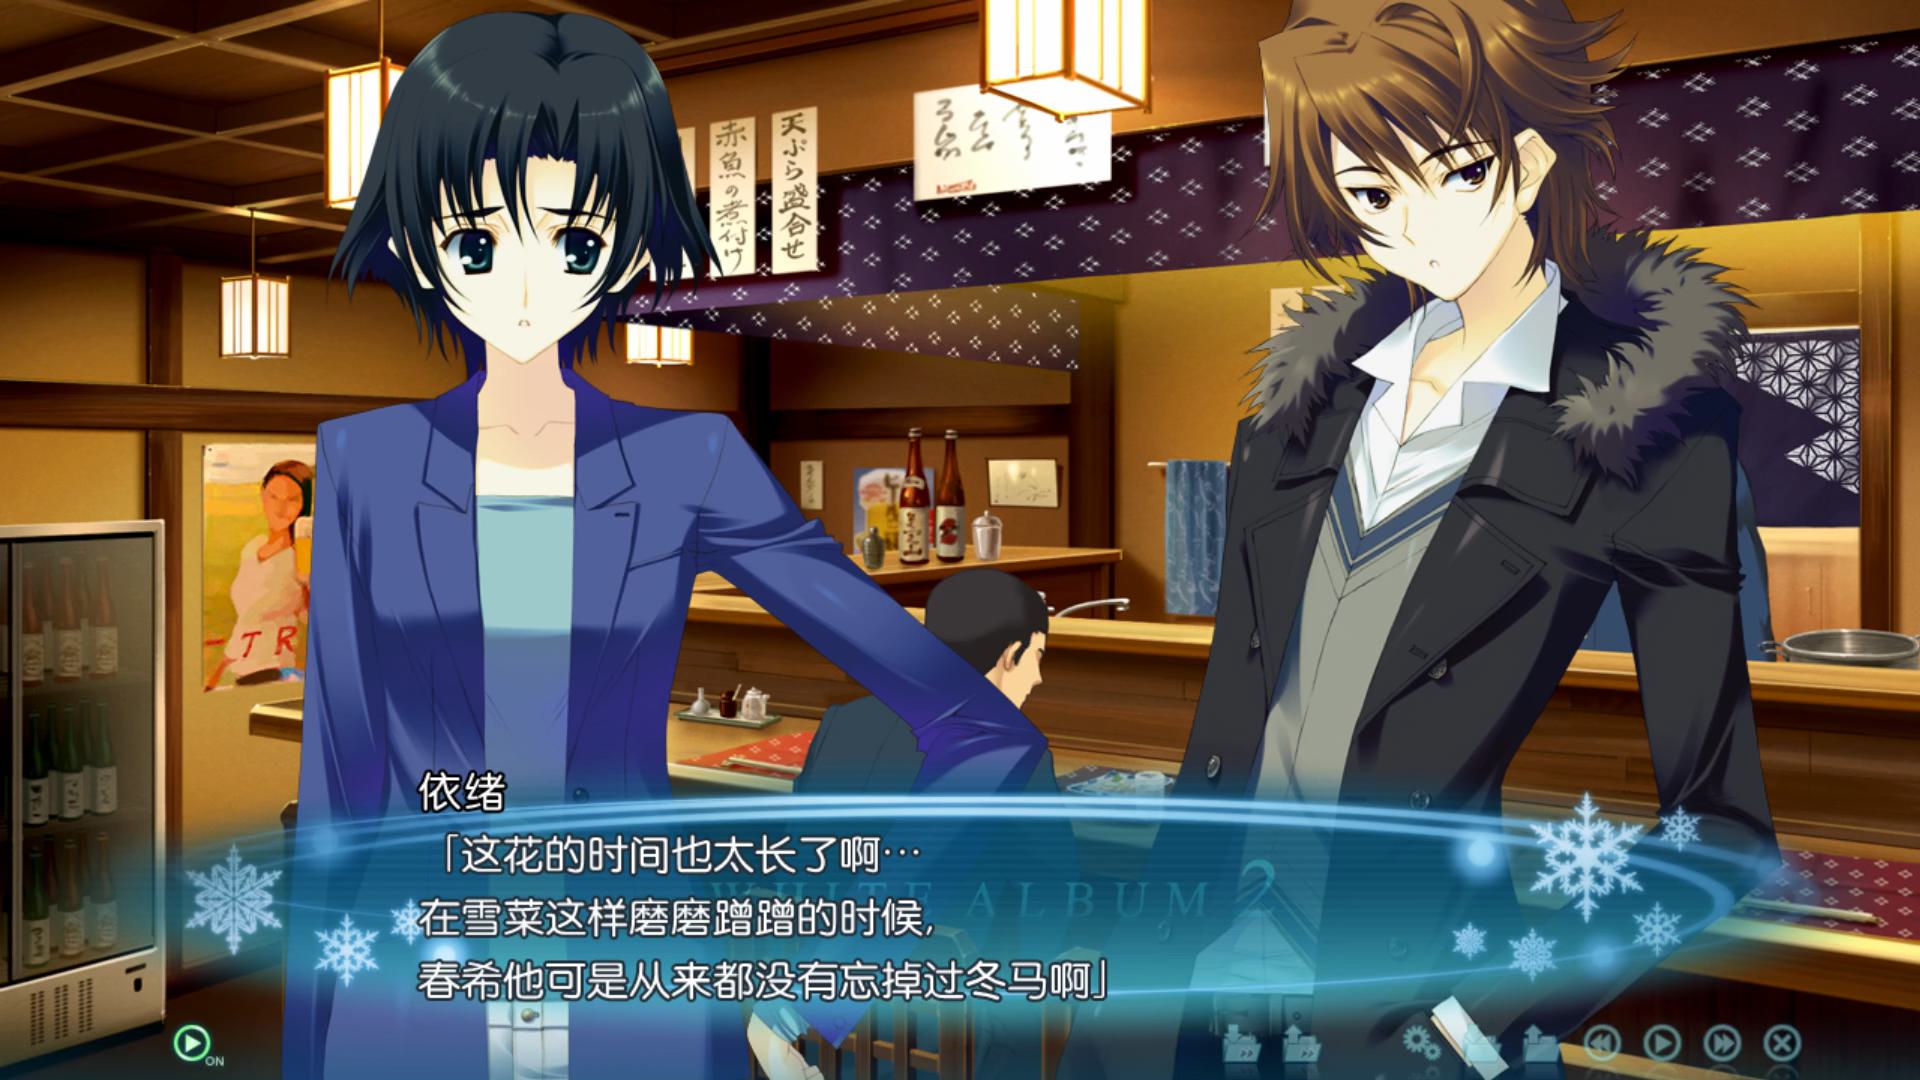 天ぷら盛合せ
赤魚の煮付け
TR
依绪
「这花的时间也太长了啊…
在雪菜这样磨磨蹭蹭的时候,
春希他可是从来都没有忘掉过冬马啊」
WHITE ALBUM 2
ON